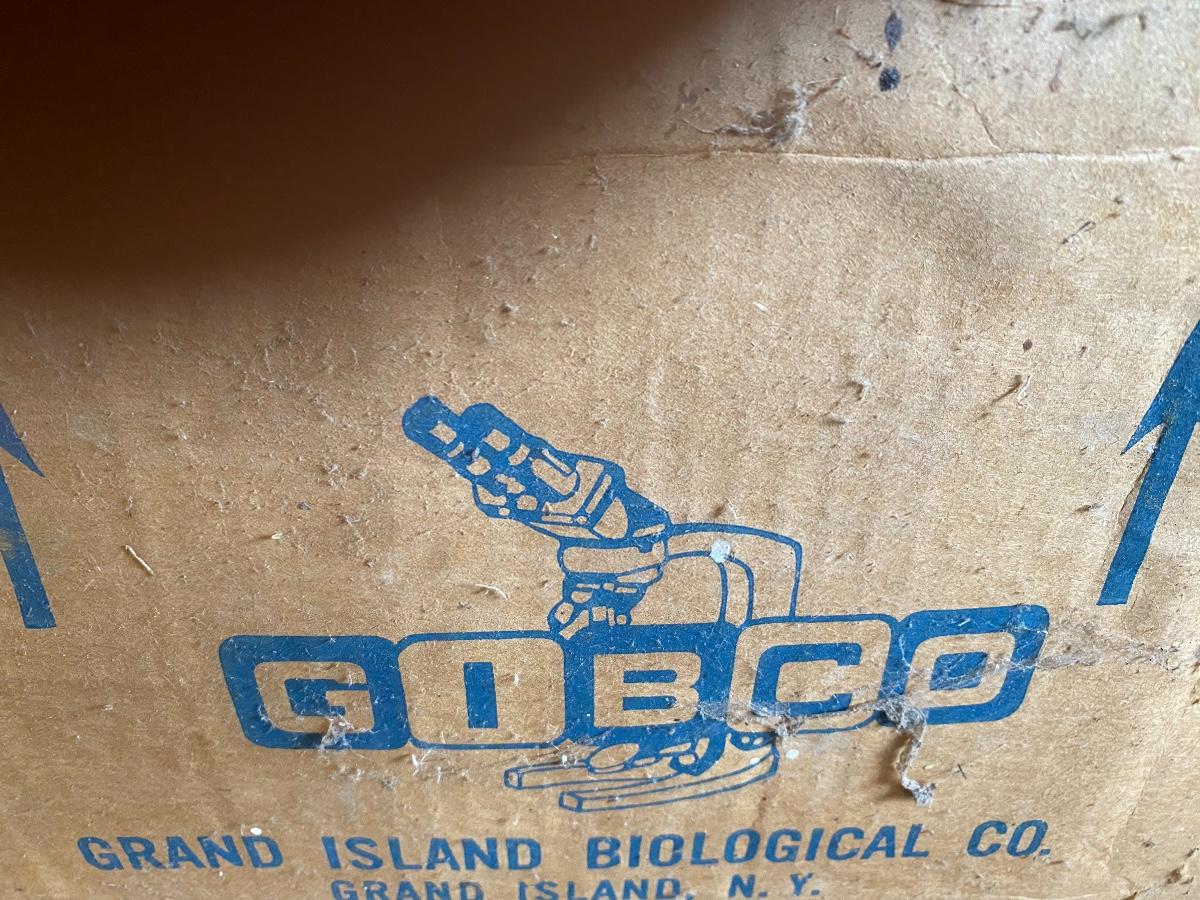 GIBCO
GRAND ISLAND BIOLOGICAL CO.
GRAND ISLAND, N. Y.